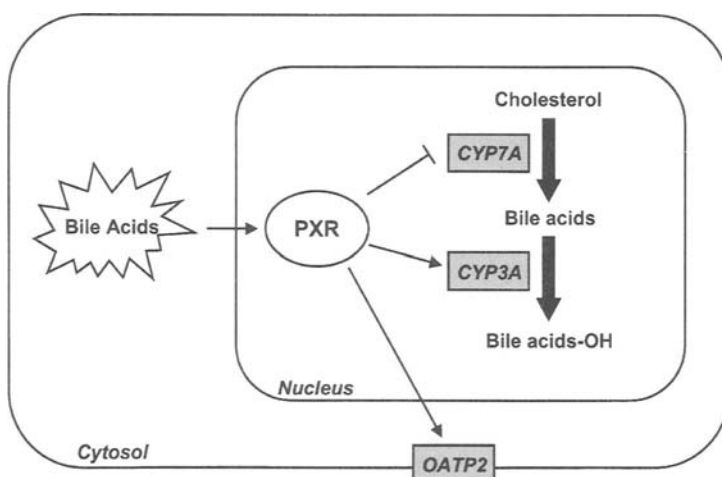 Cholesterol
CYP7A
Bile Acids
PXR
Bile acids
CYP3A
Bile acids-OH
Nucleus
Cytosol
OATP2